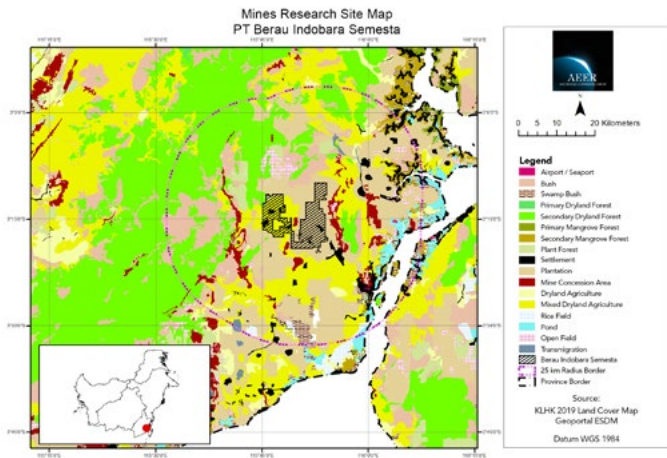 Mines Research Site Map
PT Berau Indobara Semesta
AEER
N
0 5 10 20 Kilometers
Legend
Airport / Seaport
Bush
Swamp Bush
Primary Dryland Forest
Secondary Dryland Forest
Primary Mangrove Forest
Secondary Mangrove Forest
Plant Forest
Settlement
Plantation
Mine Concession Area
Dryland Agriculture
Mixed Dryland Agriculture
Rice Field
Pond
Open Field
Transmigration
Berau Indobara Semesta
25 km Radius Border
Province Border
Source:
KLHK 2019 Land Cover Map
Geoportal ESDM
Datum WGS 1984